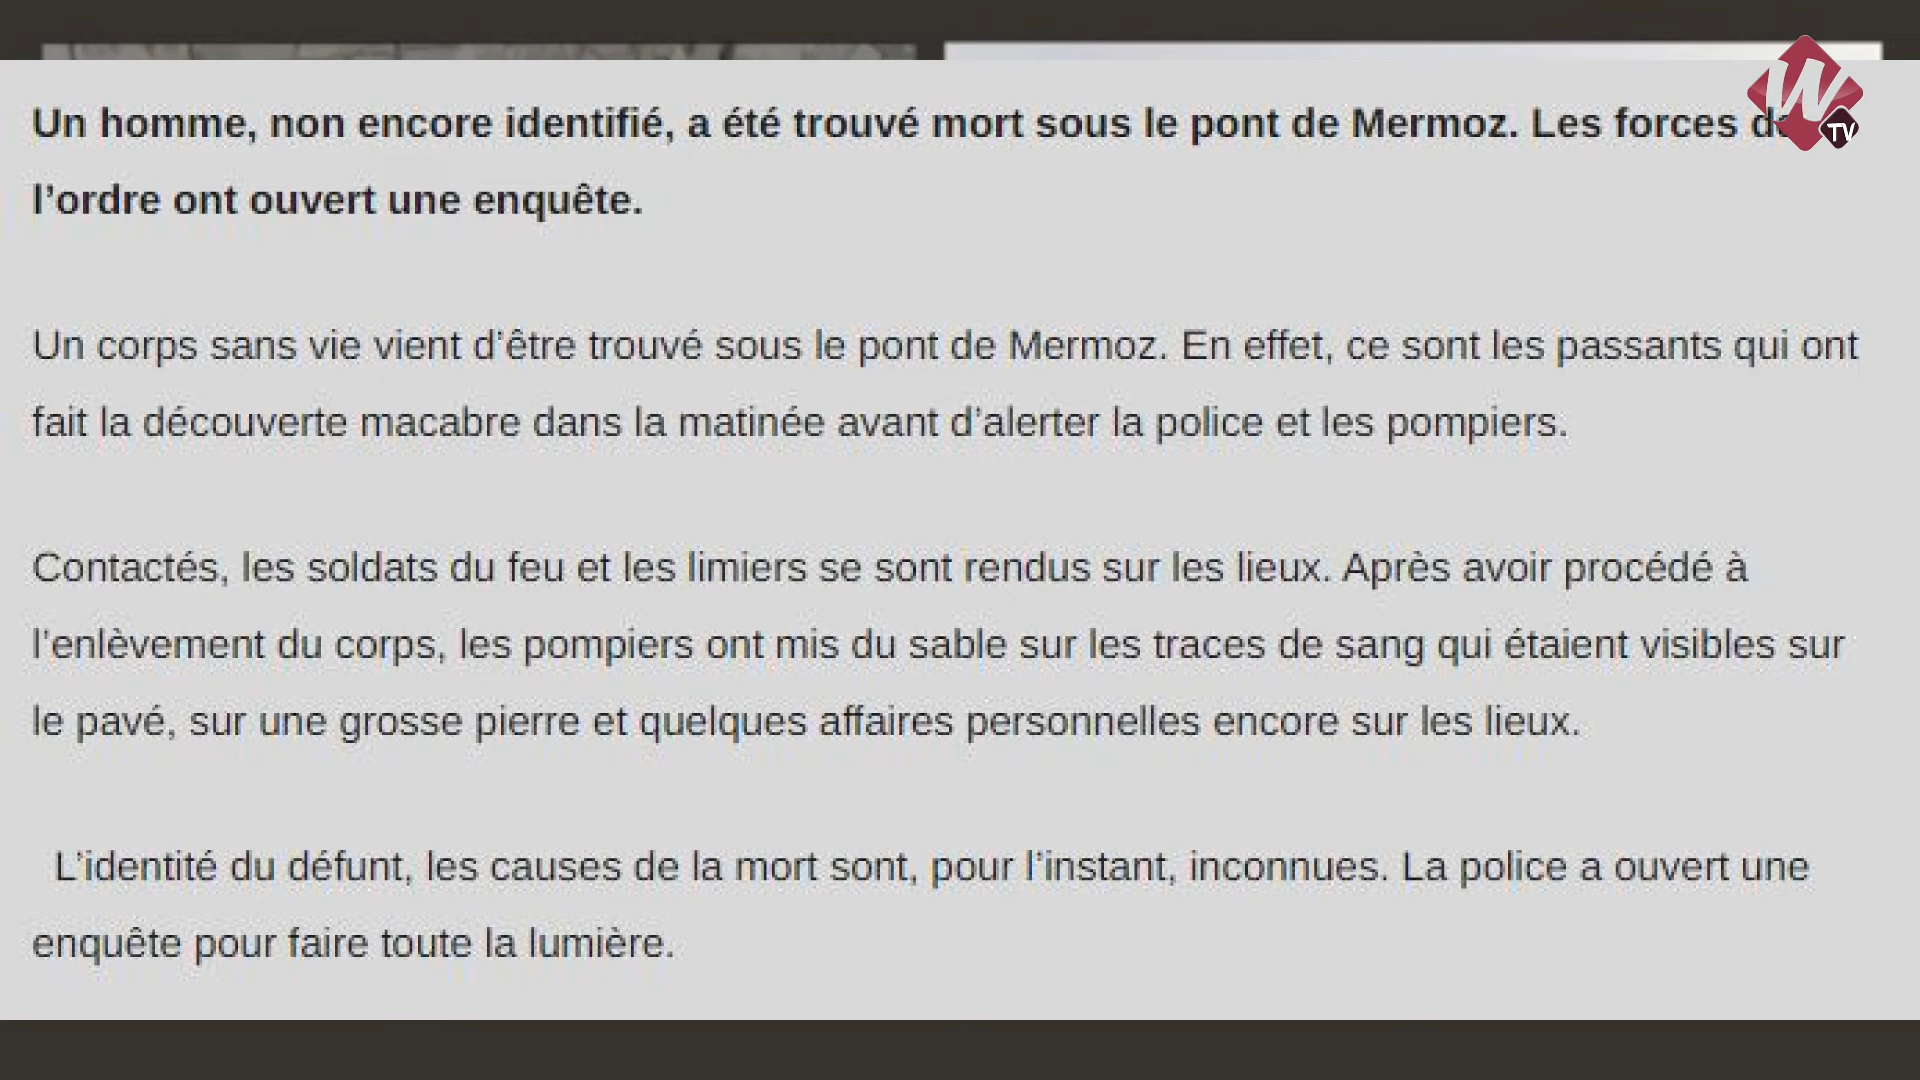 Un homme, non encore identifié, a été trouvé mort sous le pont de Mermoz. Les forces de
l’ordre ont ouvert une enquête.
Un corps sans vie vient d’être trouvé sous le pont de Mermoz. En effet, ce sont les passants qui ont
fait la découverte macabre dans la matinée avant d’alerter la police et les pompiers.
Contactés, les soldats du feu et les limiers se sont rendus sur les lieux. Après avoir procédé à
l’enlèvement du corps, les pompiers ont mis du sable sur les traces de sang qui étaient visibles sur
le pavé, sur une grosse pierre et quelques affaires personnelles encore sur les lieux.
L’identité du défunt, les causes de la mort sont, pour l’instant, inconnues. La police a ouvert une
enquête pour faire toute la lumière.
W TV